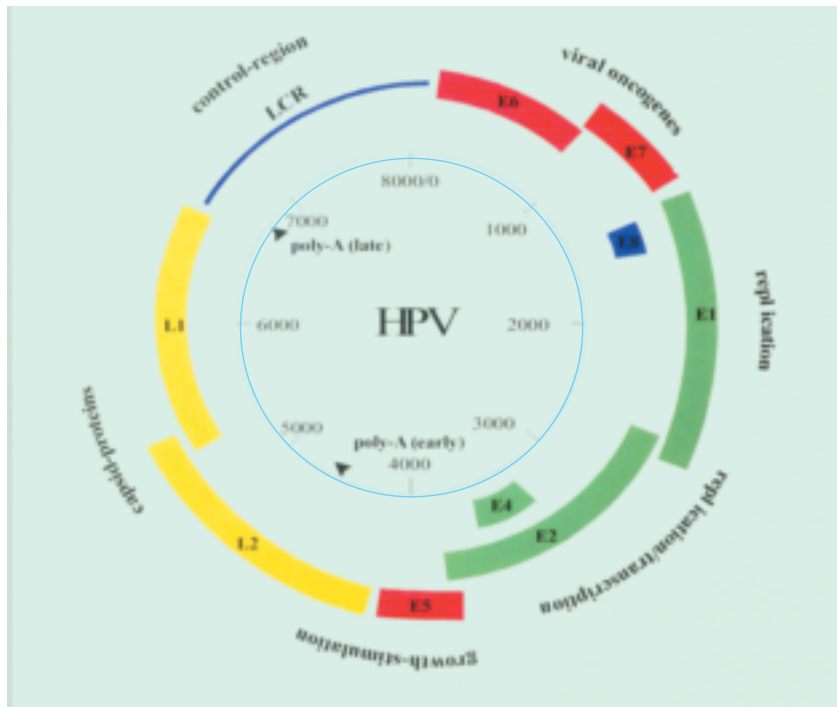 control-region
LCR
E6
viral oncogenes
E7
8000/0
7000
1000
poly-A (late)
E8
L1
6000
HPV
2000
E1
repl ication
capsid-proteins
5000
poly-A (early)
3000
4000
E4
L2
E2
repl ication/transcription
E5
growth-stimulation